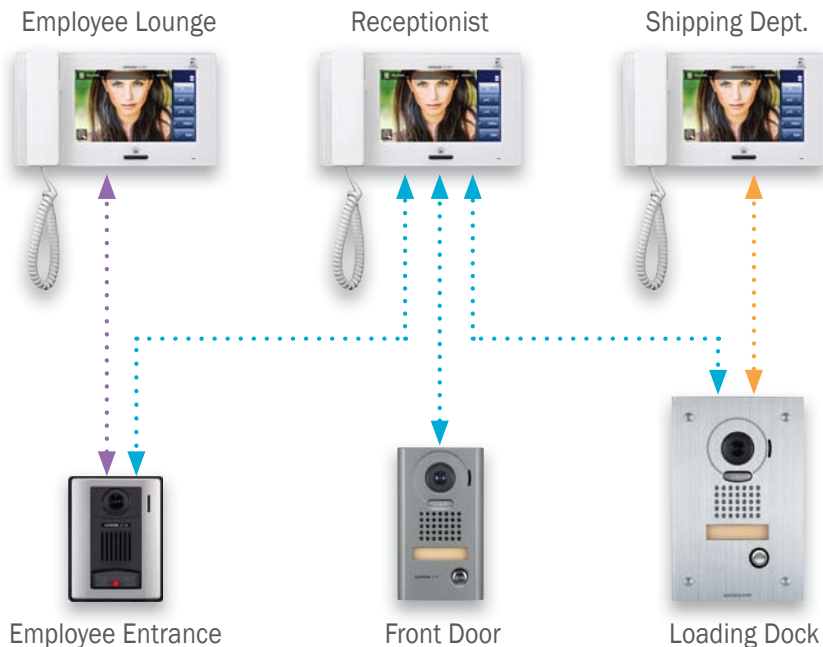 Employee Lounge
Receptionist
Shipping Dept.
Employee Entrance
Front Door
Loading Dock